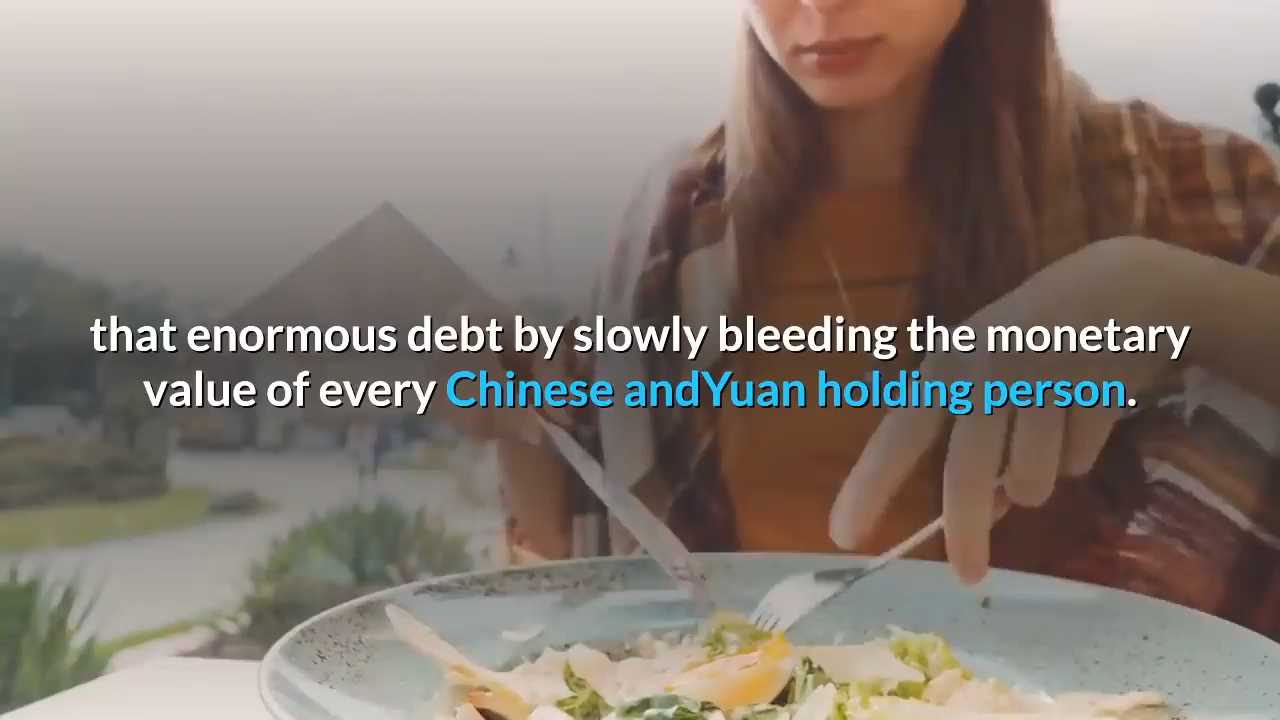 that enormous debt by slowly bleeding the monetary
value of every Chinese andYuan holding person.